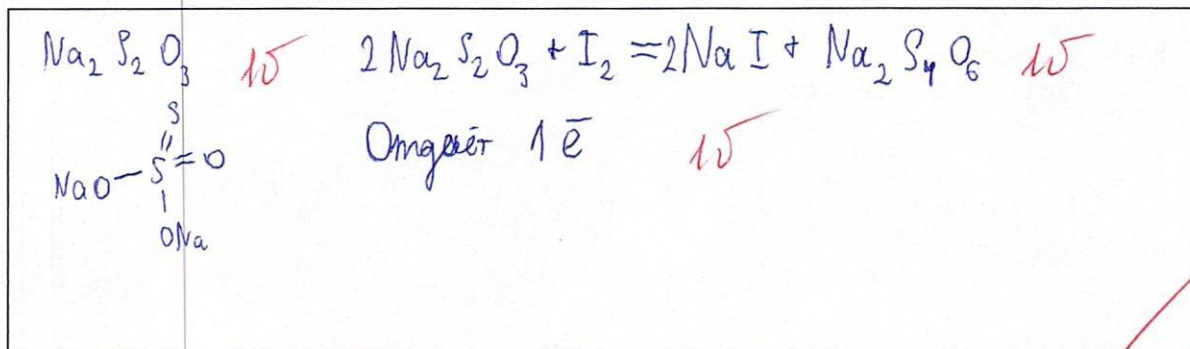 Na₂S₂O₃ 1б 2Na₂S₂O₃ + I₂ = 2NaI + Na₂S₄O₆ 1б
S
NaO–S=O
ONa
Отдаёт 1ē 1б